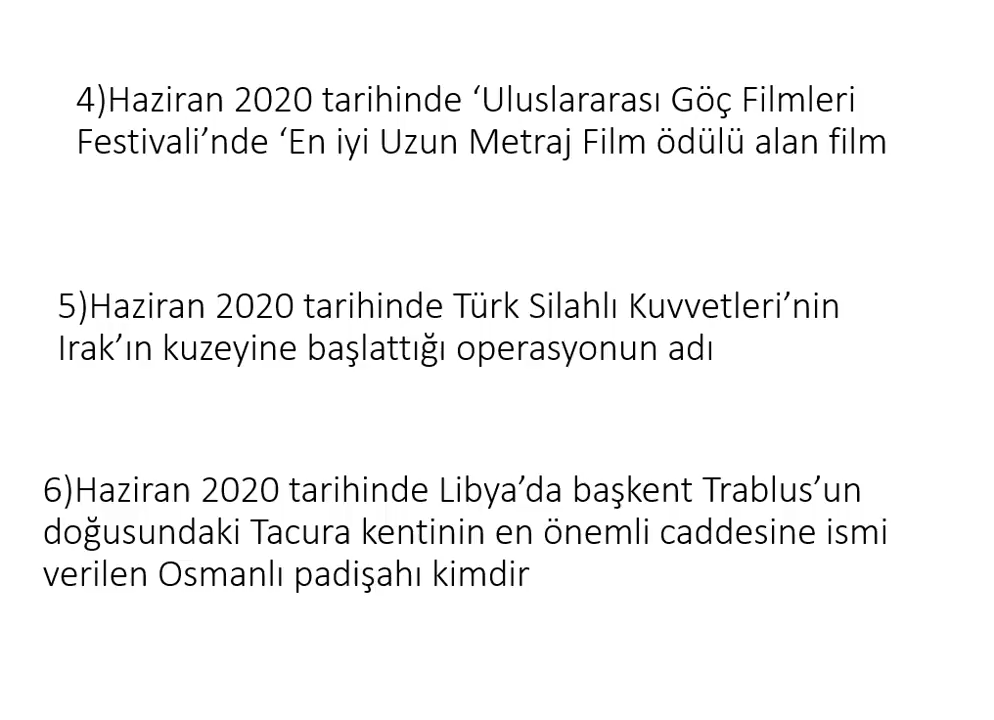 4)Haziran 2020 tarihinde ‘Uluslararası Göç Filmleri
Festivali’nde ‘En iyi Uzun Metraj Film ödülü alan film
5)Haziran 2020 tarihinde Türk Silahlı Kuvvetleri’nin
Irak’ın kuzeyine başlattığı operasyonun adı
6)Haziran 2020 tarihinde Libya’da başkent Trablus’un
doğusundaki Tacura kentinin en önemli caddesine ismi
verilen Osmanlı padişahı kimdir